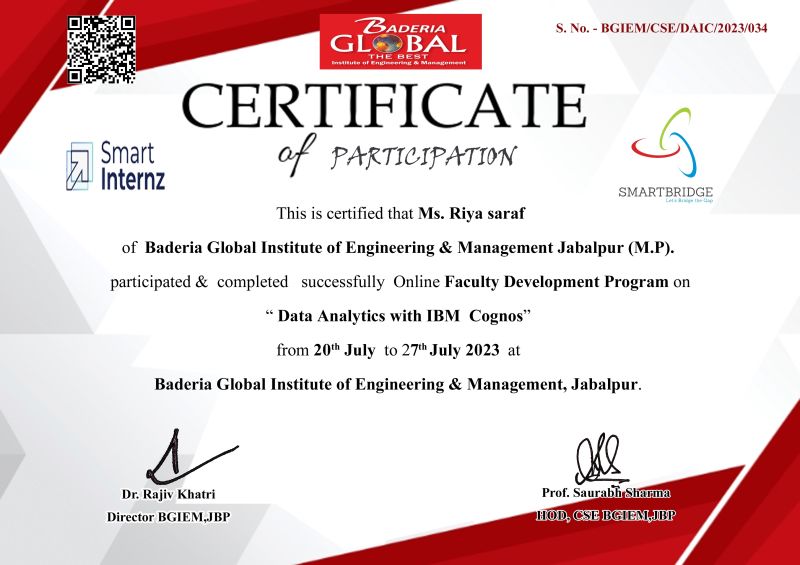 BADERIA
GLOBAL
THE BEST
Institute of Engineering & Management
S. No. - BGIEM/CSE/DAIC/2023/034
CERTIFICATE
of PARTICIPATION
Smart
Internz
SMARTBRIDGE
Let's Bridge the Gap
This is certified that Ms. Riya saraf
of Baderia Global Institute of Engineering & Management Jabalpur (M.P).
participated & completed successfully Online Faculty Development Program on
“ Data Analytics with IBM Cognos”
from 20th July to 27th July 2023 at
Baderia Global Institute of Engineering & Management, Jabalpur.
Dr. Rajiv Khatri
Director BGIEM,JBP
Prof. Saurabh Sharma
HOD, CSE BGIEM,JBP